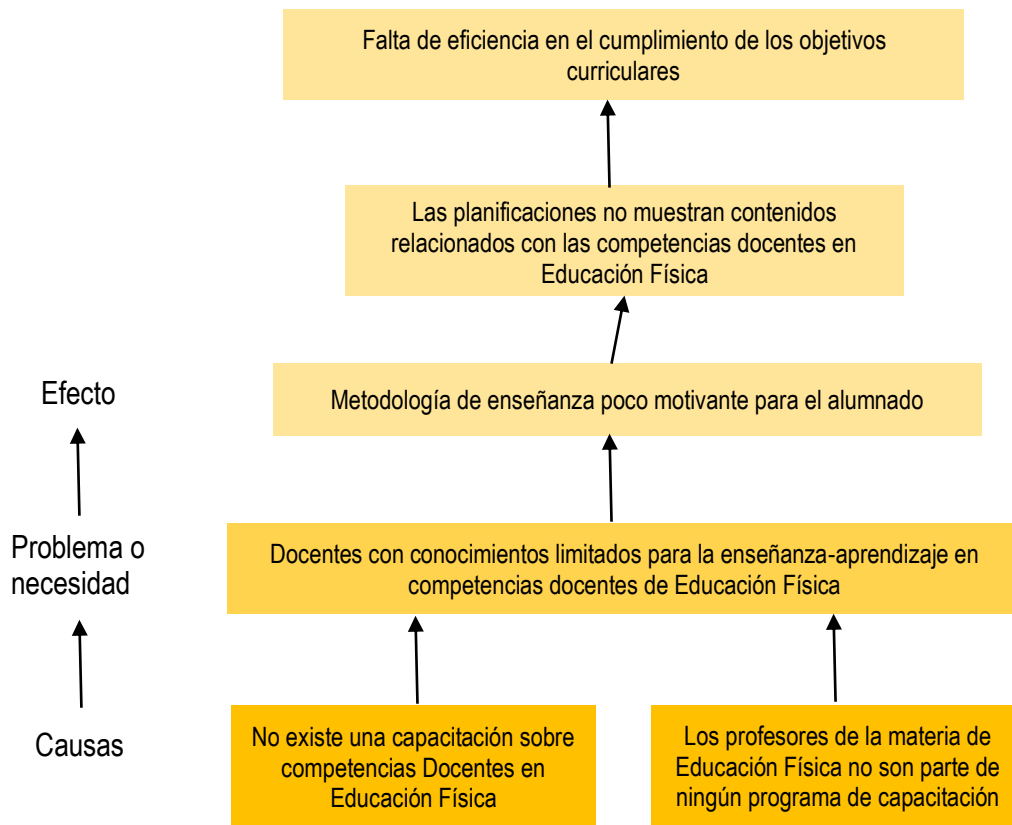 Falta de eficiencia en el cumplimiento de los objetivos
curriculares
Las planificaciones no muestran contenidos
relacionados con las competencias docentes en
Educación Física
Efecto
Metodología de enseñanza poco motivante para el alumnado
Problema o
necesidad
Docentes con conocimientos limitados para la enseñanza-aprendizaje en
competencias docentes de Educación Física
Causas
No existe una capacitación sobre
competencias Docentes en
Educación Física
Los profesores de la materia de
Educación Física no son parte de
ningún programa de capacitación